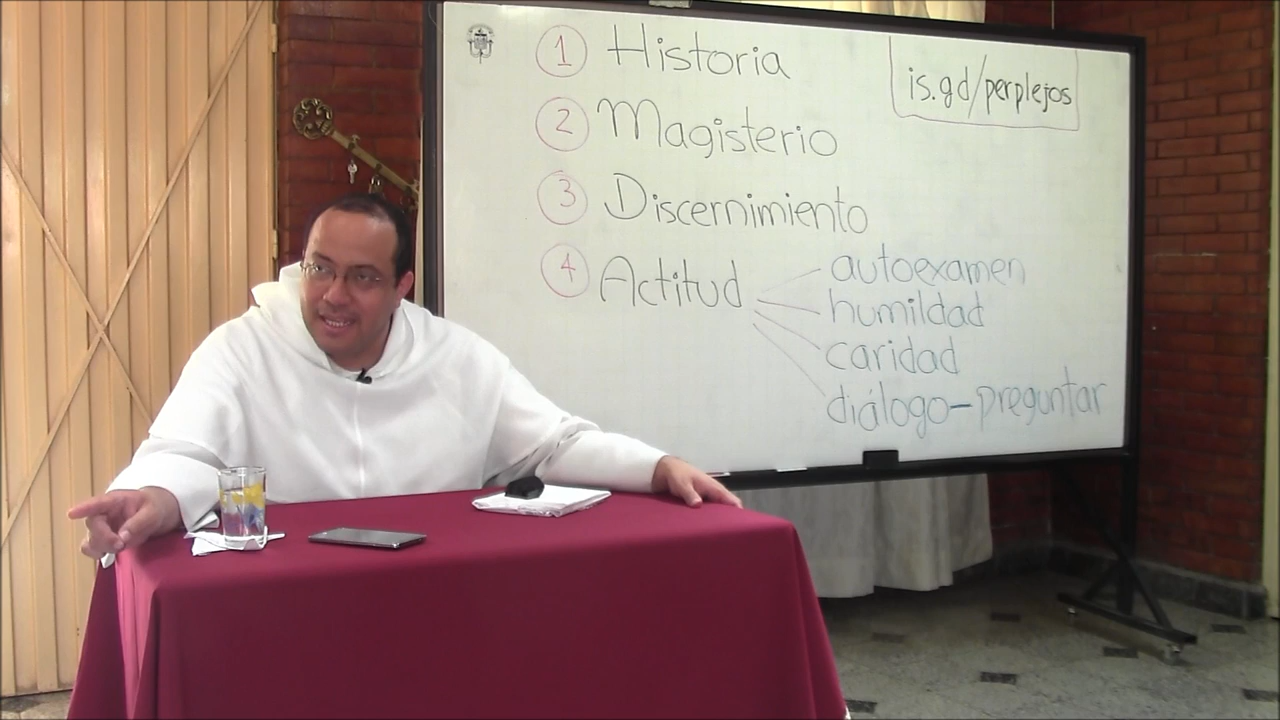 1 Historia
is.gd/perplejos
2 Magisterio
3 Discernimiento
4 Actitud
autoexamen
humildad
caridad
diálogo-preguntar